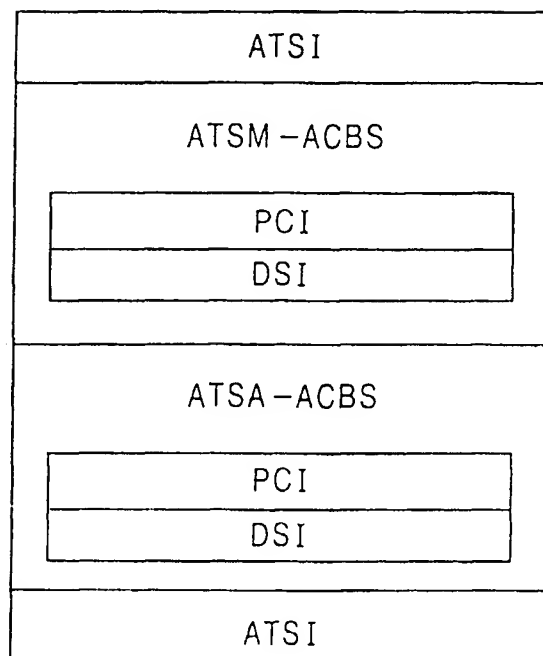 ATSI
ATSM-ACBS
PCI
DSI
ATSA-ACBS
PCI
DSI
ATSI